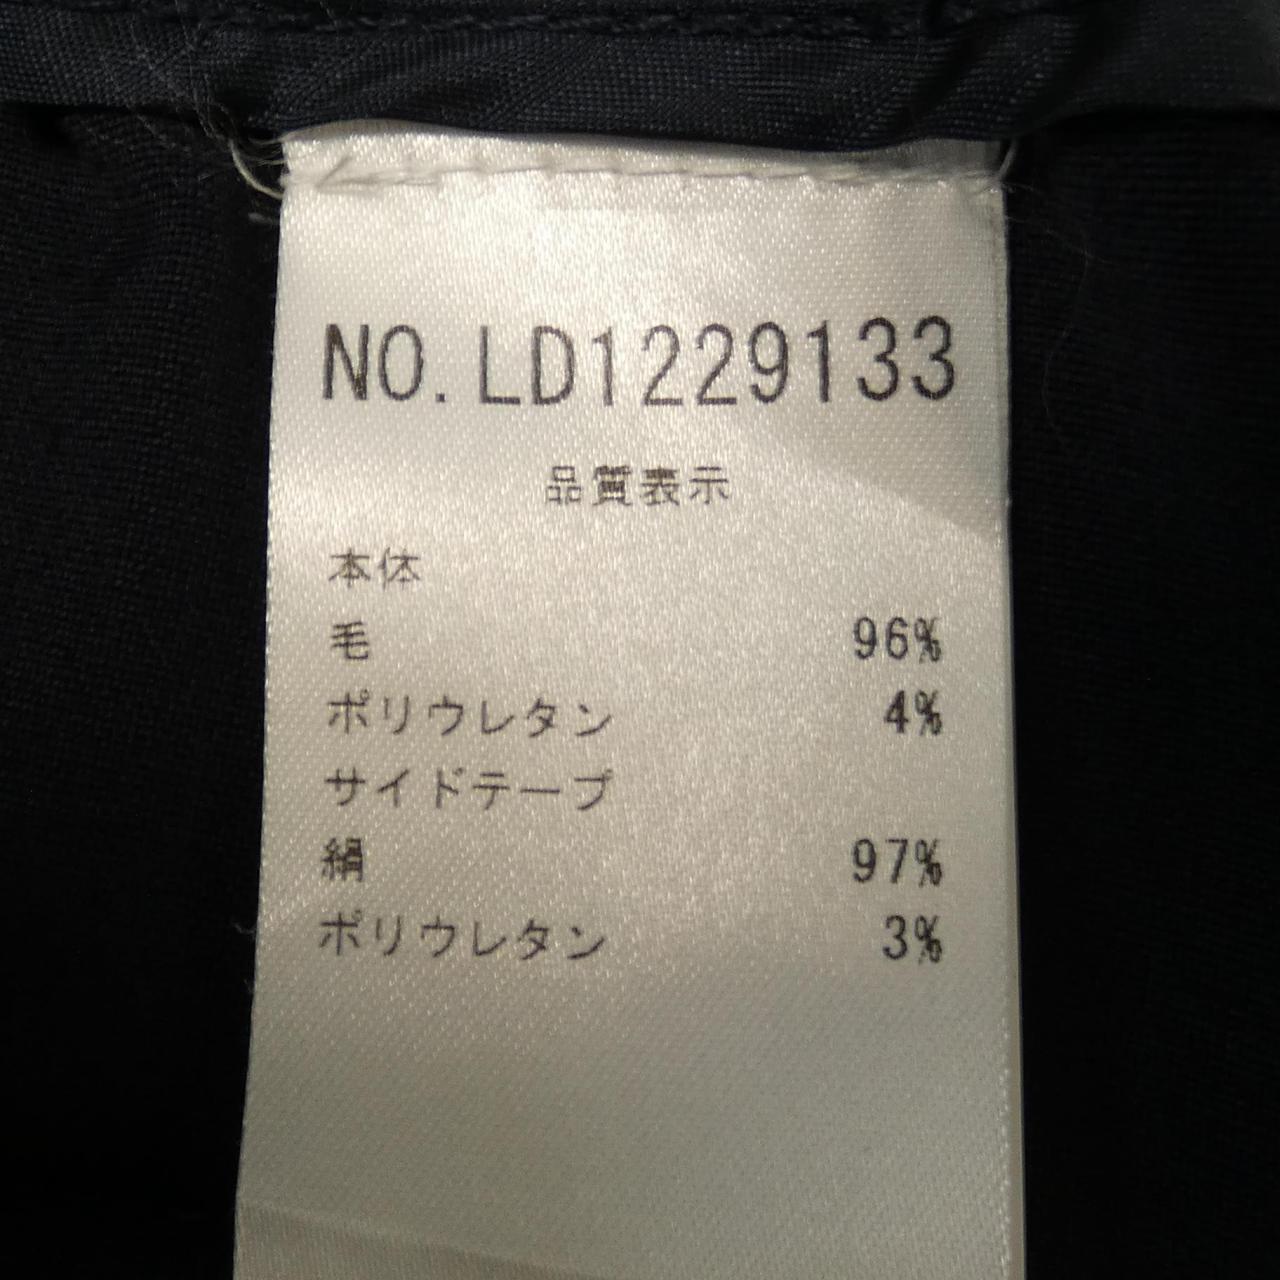 NO.LD1229133
品質表示
本体
毛 96%
ポリウレタン 4%
サイドテープ
絹 97%
ポリウレタン 3%